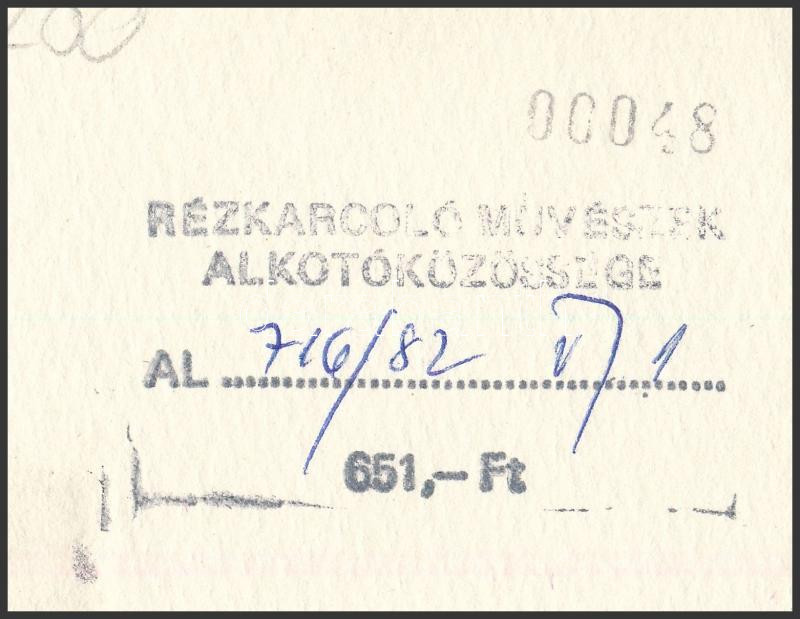 00048
RÉZKARCOLÓ MŰVÉSZEK
ALKOTÓKÖZÖSSÉGE
AL 716/82 V/1
651,— Ft